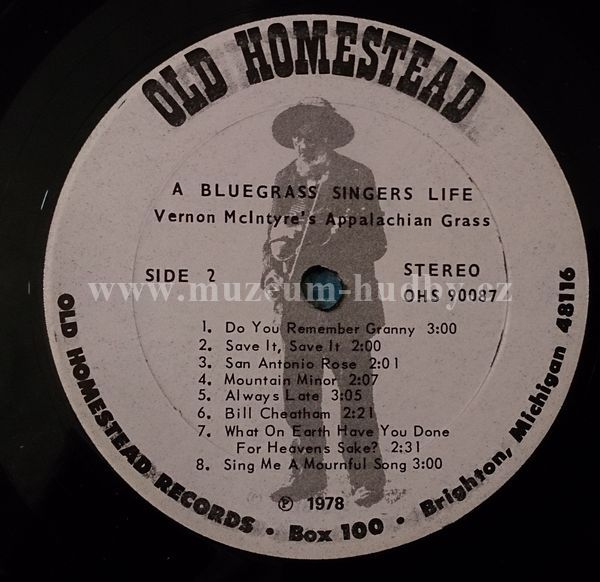 OLD HOMESTEAD
A BLUEGRASS SINGERS LIFE
Vernon McIntyre's Appalachian Grass
SIDE 2
STEREO
OHS 90087
www.muzeum-hudby.cz
1. Do You Remember Granny 3:00
2. Save It, Save It 2:00
3. San Antonio Rose 2:01
4. Mountain Minor 2:07
5. Always Late 3:05
6. Bill Cheatham 2:21
7. What On Earth Have You Done
For Heaven's Sake? 2:31
8. Sing Me A Mournful Song 3:00
℗ 1978
OLD HOMESTEAD RECORDS • Box 100 • Brighton, Michigan 48116